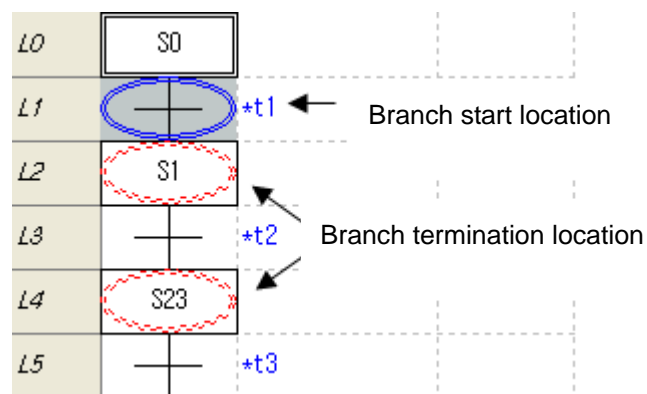 L0 S0
L1 *t1 Branch start location
L2 S1
L3 *t2 Branch termination location
L4 S23
L5 *t3